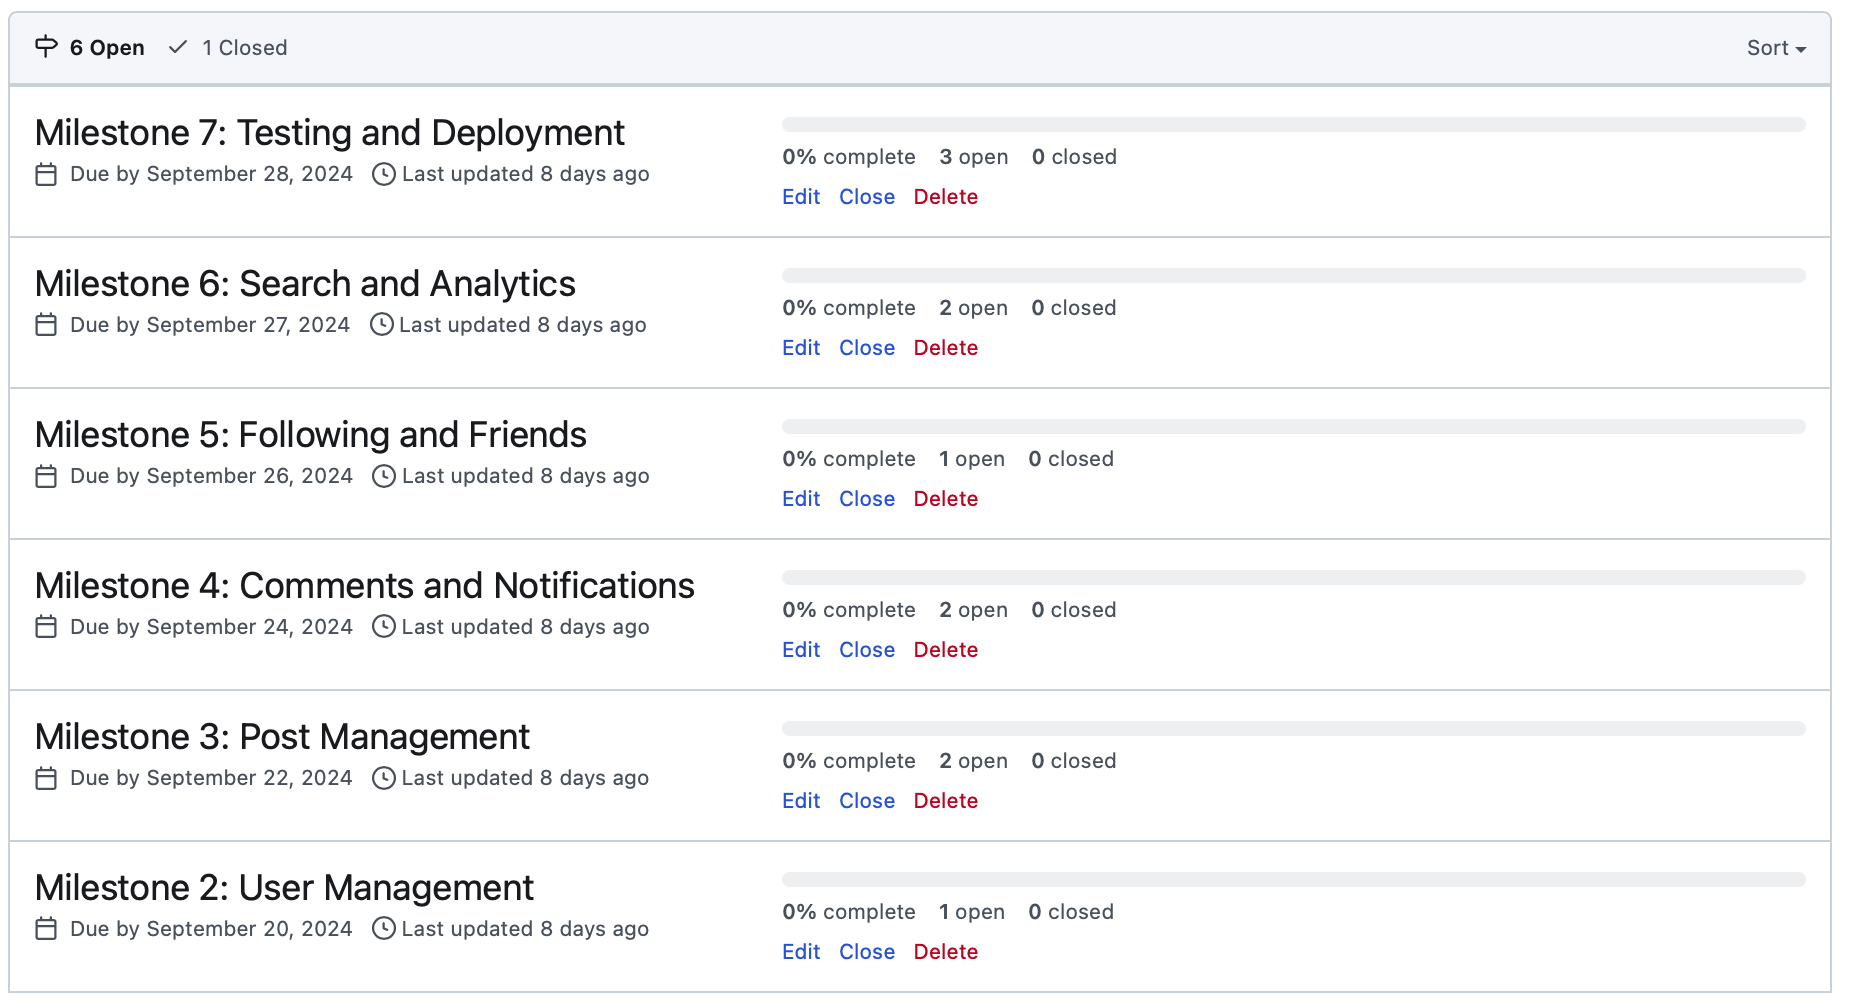 6 Open 1 Closed Sort
Milestone 7: Testing and Deployment
Due by September 28, 2024 Last updated 8 days ago
0% complete 3 open 0 closed
Edit Close Delete
Milestone 6: Search and Analytics
Due by September 27, 2024 Last updated 8 days ago
0% complete 2 open 0 closed
Edit Close Delete
Milestone 5: Following and Friends
Due by September 26, 2024 Last updated 8 days ago
0% complete 1 open 0 closed
Edit Close Delete
Milestone 4: Comments and Notifications
Due by September 24, 2024 Last updated 8 days ago
0% complete 2 open 0 closed
Edit Close Delete
Milestone 3: Post Management
Due by September 22, 2024 Last updated 8 days ago
0% complete 2 open 0 closed
Edit Close Delete
Milestone 2: User Management
Due by September 20, 2024 Last updated 8 days ago
0% complete 1 open 0 closed
Edit Close Delete